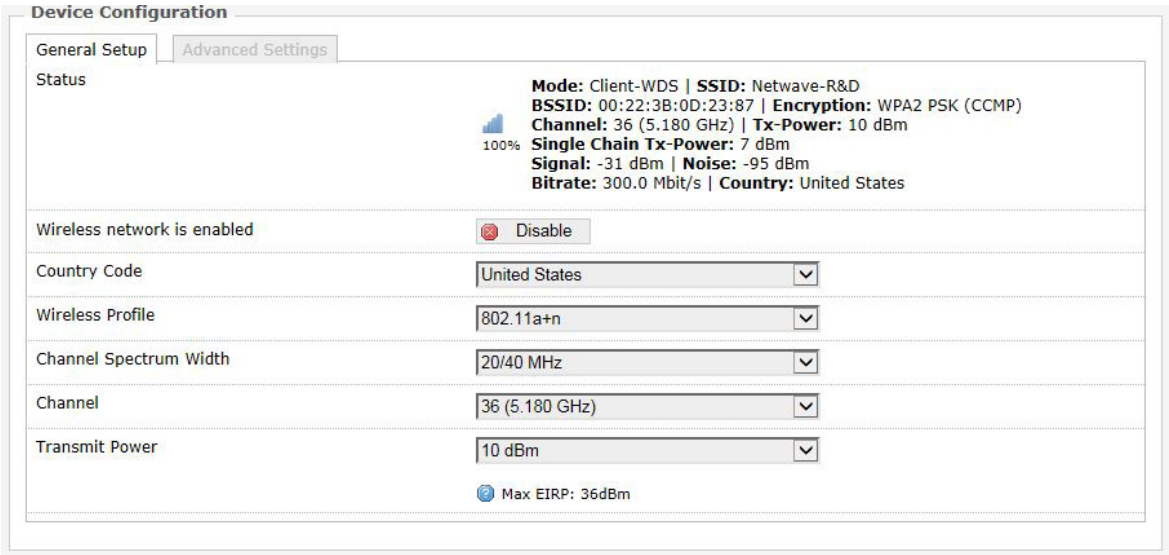 Device Configuration
General Setup
Advanced Settings
Status
Mode: Client-WDS | SSID: Netwave-R&D
BSSID: 00:22:3B:0D:23:87 | Encryption: WPA2 PSK (CCMP)
Channel: 36 (5.180 GHz) | Tx-Power: 10 dBm
100% Single Chain Tx-Power: 7 dBm
Signal: -31 dBm | Noise: -95 dBm
Bitrate: 300.0 Mbit/s | Country: United States
Wireless network is enabled
Disable
Country Code
United States
Wireless Profile
802.11a+n
Channel Spectrum Width
20/40 MHz
Channel
36 (5.180 GHz)
Transmit Power
10 dBm
Max EIRP: 36dBm